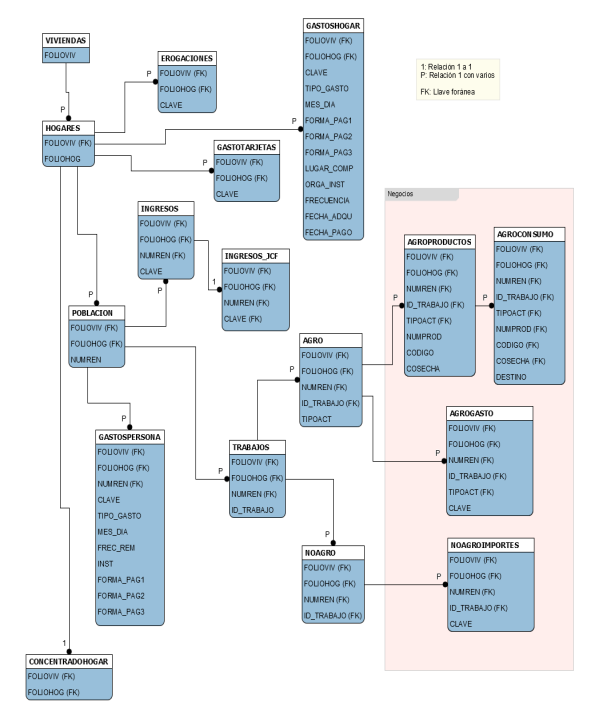 VIVIENDAS
FOLIOVIV
P
HOGARES
FOLIOVIV (FK)
FOLIOHOG
EROGACIONES
P
FOLIOVIV (FK)
FOLIOHOG (FK)
CLAVE
GASTOTARJETAS
P
FOLIOVIV (FK)
FOLIOHOG (FK)
CLAVE
GASTOSHOGAR
P
FOLIOVIV (FK)
FOLIOHOG (FK)
CLAVE
TIPO_GASTO
MES_DIA
FORMA_PAG1
FORMA_PAG2
FORMA_PAG3
LUGAR_COMP
ORGA_INST
FRECUENCIA
FECHA_ADQU
FECHA_PAGO
1: Relación 1 a 1
P: Relación 1 con varios
FK: Llave foránea
INGRESOS
FOLIOVIV (FK)
FOLIOHOG (FK)
NUMREN (FK)
CLAVE
P
INGRESOS_JCF
1
FOLIOVIV (FK)
FOLIOHOG (FK)
NUMREN (FK)
CLAVE (FK)
P
POBLACION
FOLIOVIV (FK)
FOLIOHOG (FK)
NUMREN
P
GASTOSPERSONA
FOLIOVIV (FK)
FOLIOHOG (FK)
NUMREN (FK)
CLAVE
TIPO_GASTO
MES_DIA
FREC_REM
INST
FORMA_PAG1
FORMA_PAG2
FORMA_PAG3
P
TRABAJOS
FOLIOVIV (FK)
FOLIOHOG (FK)
NUMREN (FK)
ID_TRABAJO
P
AGRO
FOLIOVIV (FK)
FOLIOHOG (FK)
NUMREN (FK)
ID_TRABAJO (FK)
TIPOACT
P
NOAGRO
FOLIOVIV (FK)
FOLIOHOG (FK)
NUMREN (FK)
ID_TRABAJO (FK)
Negocios
P
AGROPRODUCTOS
FOLIOVIV (FK)
FOLIOHOG (FK)
NUMREN (FK)
ID_TRABAJO (FK)
TIPOACT (FK)
NUMPROD
CODIGO
COSECHA
P
AGROCONSUMO
FOLIOVIV (FK)
FOLIOHOG (FK)
NUMREN (FK)
ID_TRABAJO (FK)
TIPOACT (FK)
NUMPROD (FK)
CODIGO (FK)
COSECHA (FK)
DESTINO
P
AGROGASTO
FOLIOVIV (FK)
FOLIOHOG (FK)
NUMREN (FK)
ID_TRABAJO (FK)
TIPOACT (FK)
CLAVE
P
NOAGROIMPORTES
FOLIOVIV (FK)
FOLIOHOG (FK)
NUMREN (FK)
ID_TRABAJO (FK)
CLAVE
1
CONCENTRADOHOGAR
FOLIOVIV (FK)
FOLIOHOG (FK)